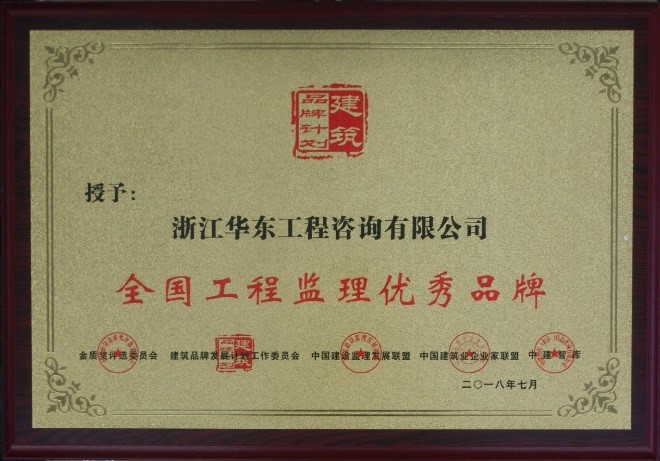 建筑
品牌计划
授予：
浙江华东工程咨询有限公司
全国工程监理优秀品牌
金质奖评选委员会 建筑品牌发展计划工作委员会 中国建设监理发展联盟 中国建筑业企业家联盟 中建智库
二〇一八年七月